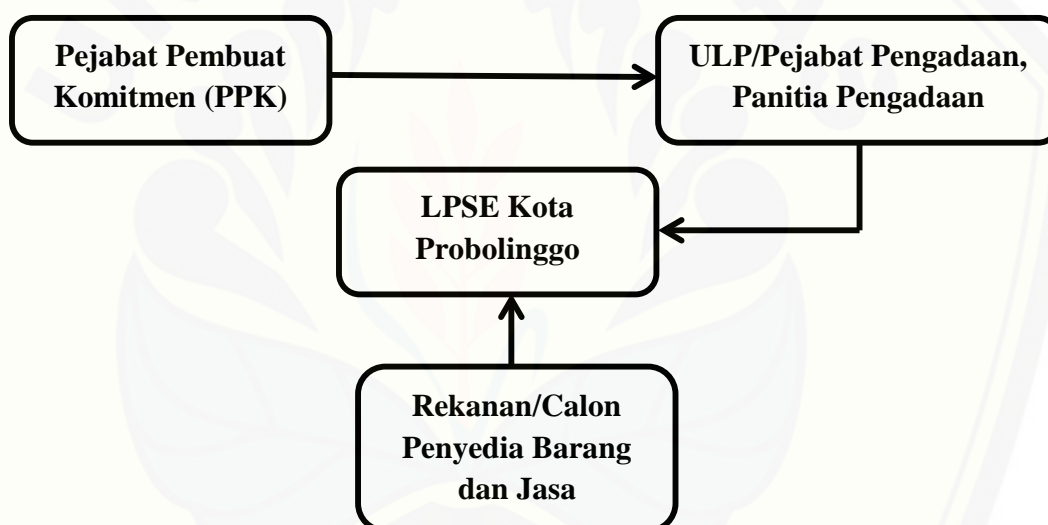 Pejabat Pembuat
Komitmen (PPK)
ULP/Pejabat Pengadaan,
Panitia Pengadaan
LPSE Kota
Probolinggo
Rekanan/Calon
Penyedia Barang
dan Jasa